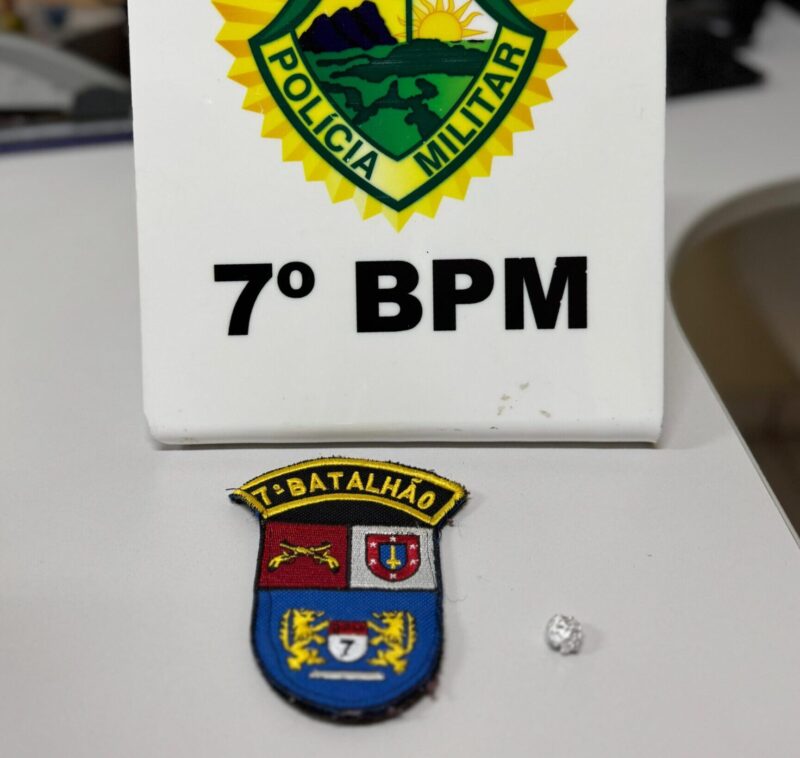 POLÍCIA MILITAR
7º BPM
7º BATALHÃO
7